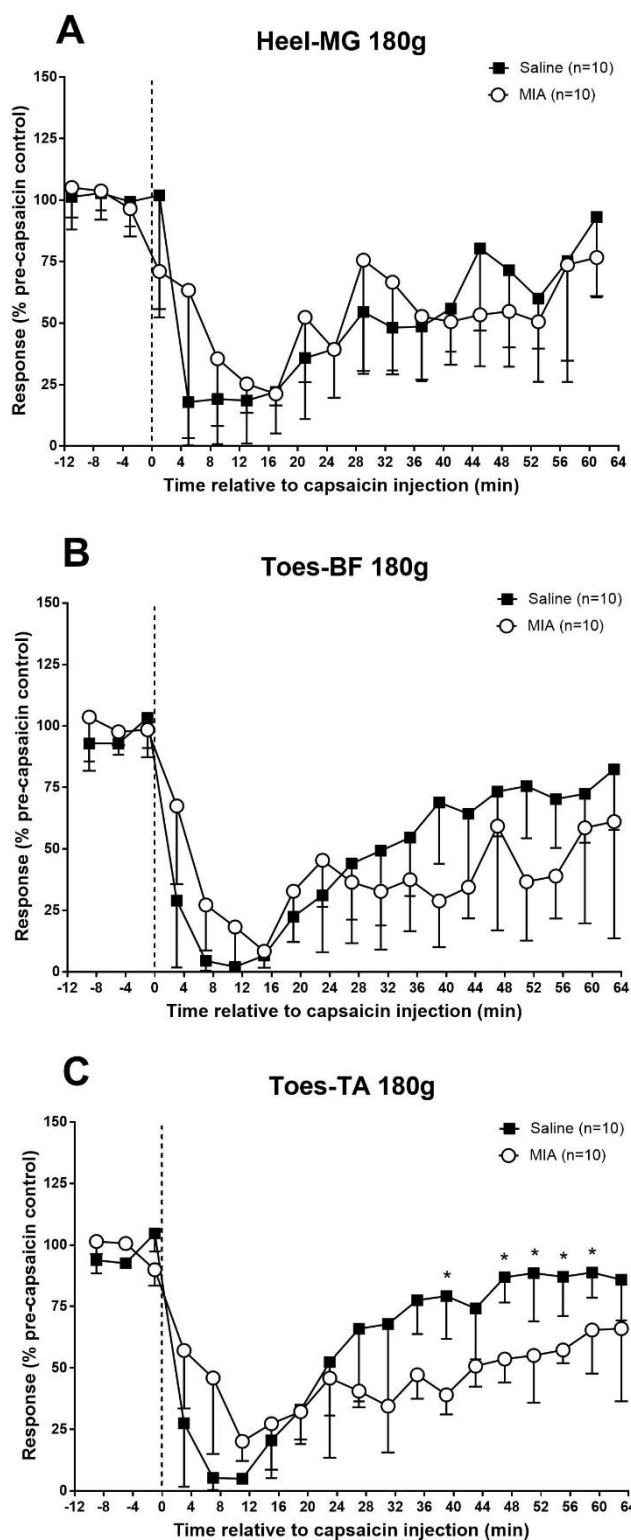 A
Heel-MG 180g
Saline (n=10)
MIA (n=10)
Response (% pre-capsaicin control)
150
125
100
75
50
25
0
-12 -8 -4 0 4 8 12 16 20 24 28 32 36 40 44 48 52 56 60 64
Time relative to capsaicin injection (min)
B
Toes-BF 180g
Saline (n=10)
MIA (n=10)
Response (% pre-capsaicin control)
150
125
100
75
50
25
0
-12 -8 -4 0 4 8 12 16 20 24 28 32 36 40 44 48 52 56 60 64
Time relative to capsaicin injection (min)
C
Toes-TA 180g
Saline (n=10)
MIA (n=10)
Response (% pre-capsaicin control)
150
125
100
75
50
25
0
* * * * *
-12 -8 -4 0 4 8 12 16 20 24 28 32 36 40 44 48 52 56 60 64
Time relative to capsaicin injection (min)